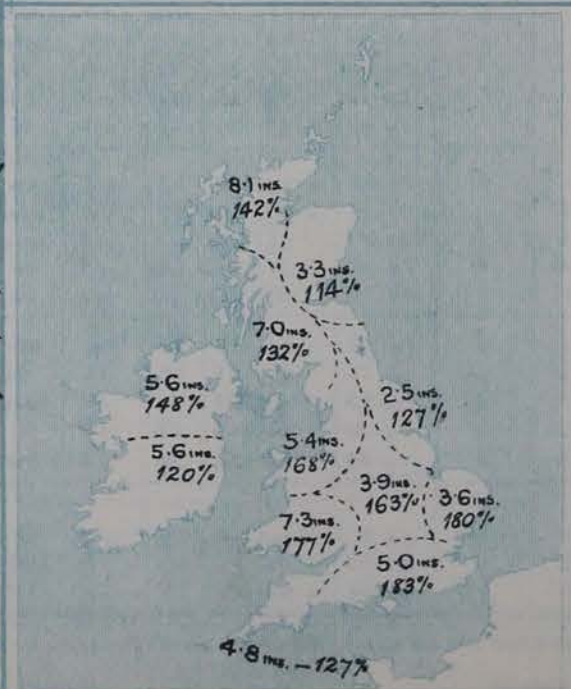 8·1 INS.
142%
3·3 INS.
114%
7·0 INS.
132%
5·6 INS.
148%
5·6 INS.
120%
2·5 INS.
127%
5·4 INS.
168%
3·9 INS.
163%
3·6 INS.
180%
7·3 INS.
177%
5·0 INS.
183%
4·8 INS. – 127%